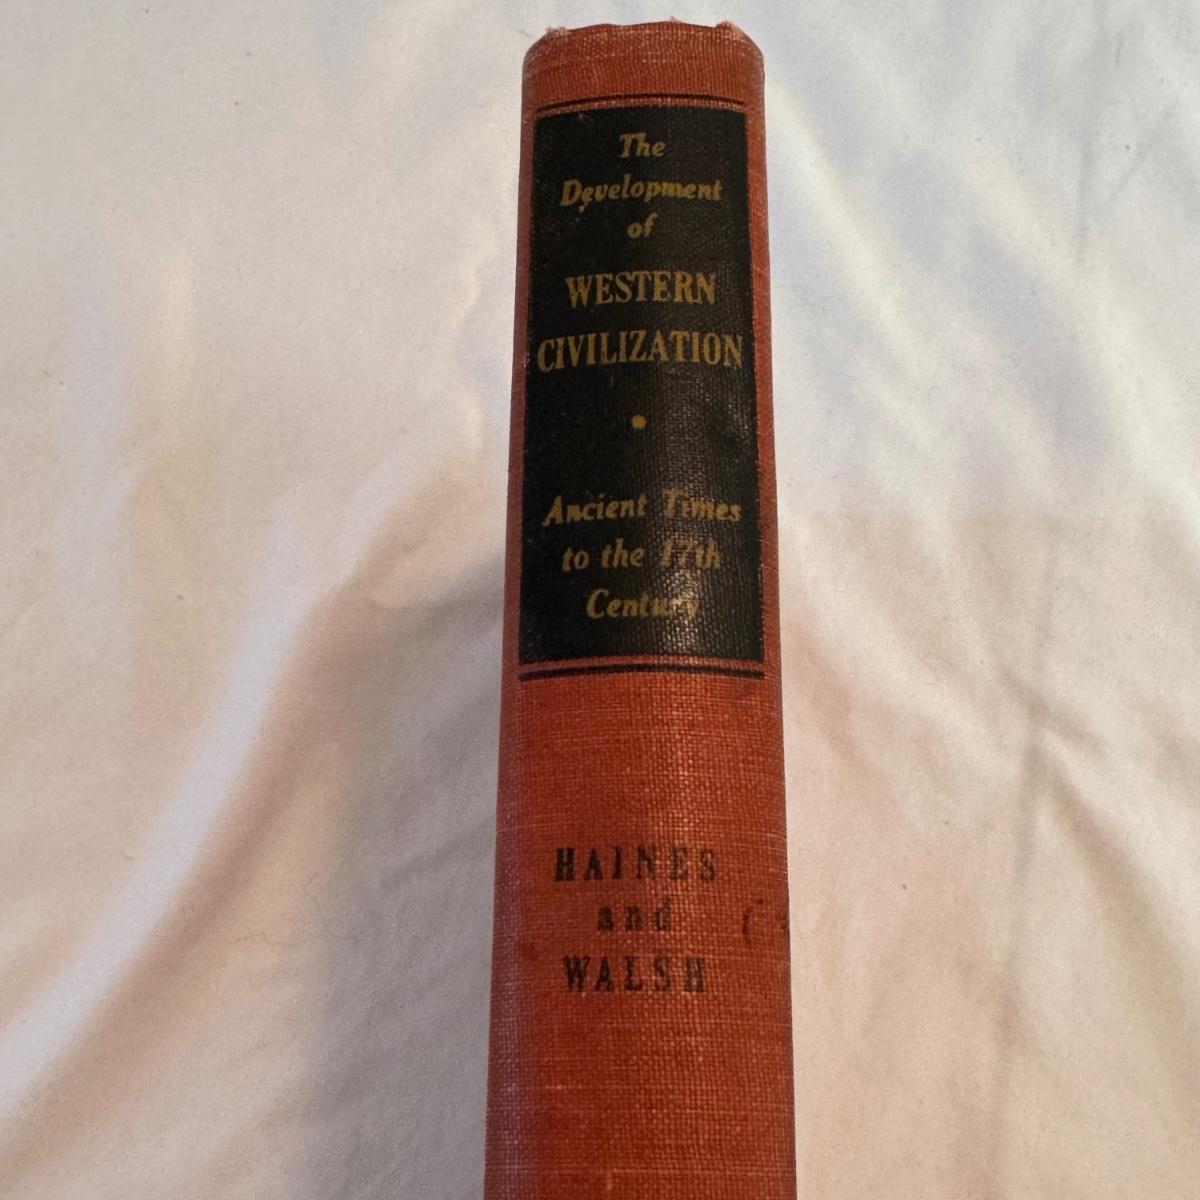 The
Development
of
WESTERN
CIVILIZATION
•
Ancient Times
to the 17th
Century
HAINES
and
WALSH